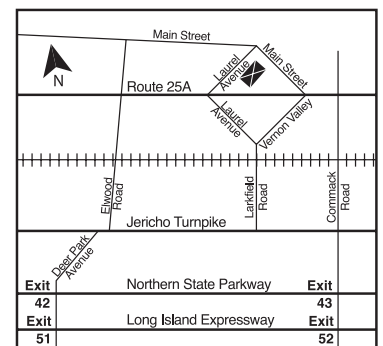 Main Street
Laurel
Avenue
Main Street
N
Route 25A
Laurel
Avenue
Vernon Valley
Elwood
Road
Larkfield
Road
Commack
Road
Jericho Turnpike
Deer Park
Avenue
Exit Northern State Parkway Exit
42 43
Exit Long Island Expressway Exit
51 52